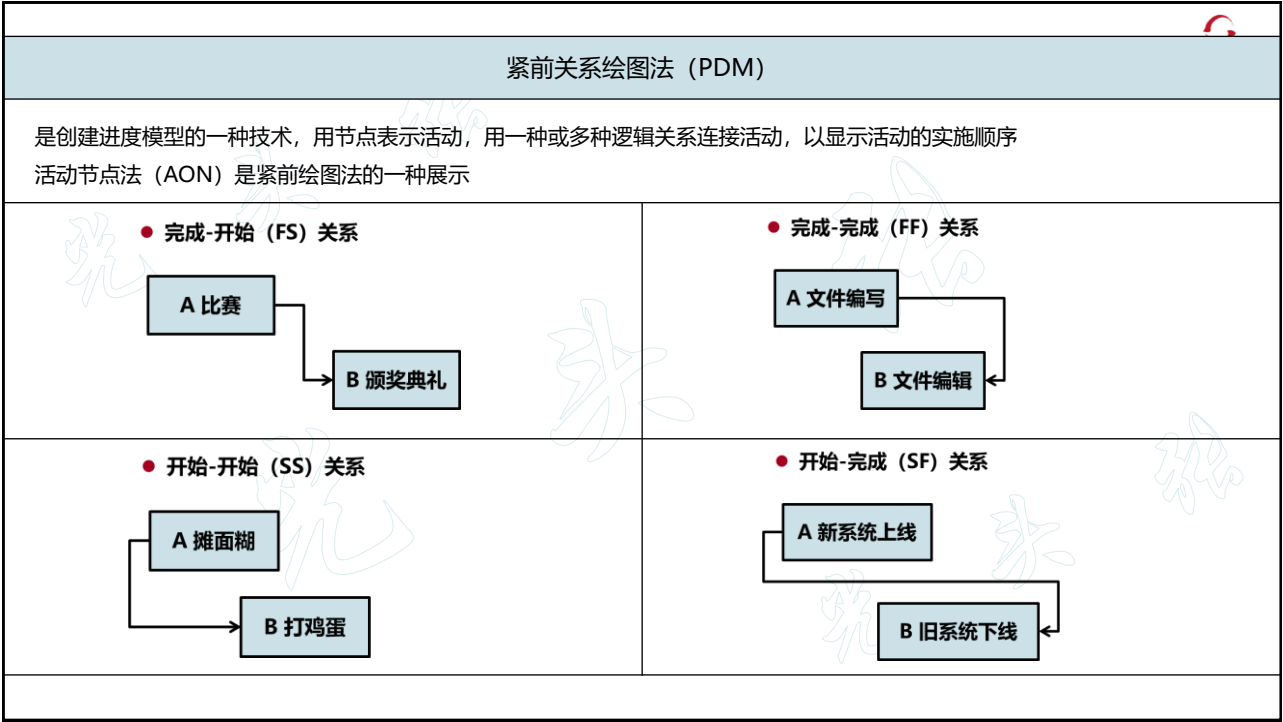 紧前关系绘图法（PDM）
是创建进度模型的一种技术，用节点表示活动，用一种或多种逻辑关系连接活动，以显示活动的实施顺序
活动节点法（AON）是紧前绘图法的一种展示
● 完成-开始（FS）关系
A 比赛
B 颁奖典礼
● 完成-完成（FF）关系
A 文件编写
B 文件编辑
● 开始-开始（SS）关系
A 摊面糊
B 打鸡蛋
● 开始-完成（SF）关系
A 新系统上线
B 旧系统下线